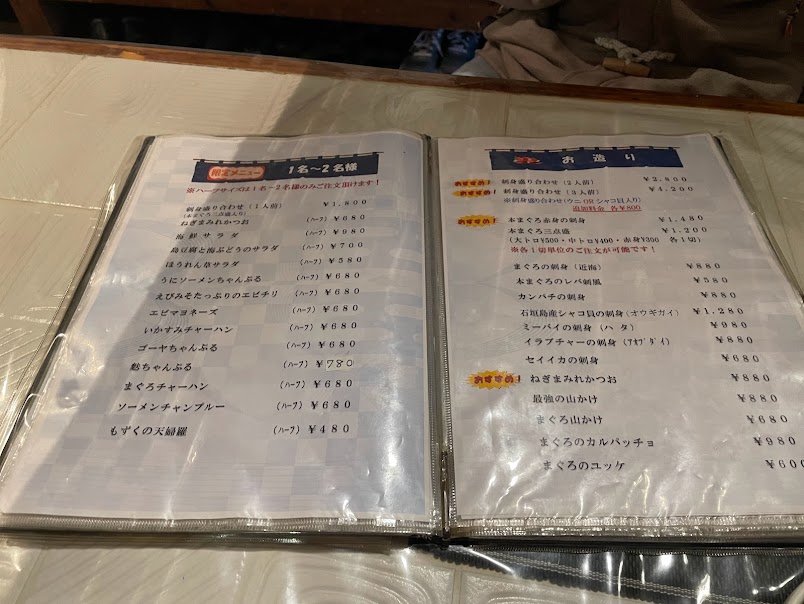 限定メニュー 1名~2名様
※ハーフサイズは1名~2名様のみご注文頂けます!
刺身盛り合わせ(1人前) ¥1,800
(本まぐろ三点盛入り)
ねぎまみれかつお (ハーフ) ¥680
海鮮サラダ (ハーフ) ¥980
島豆腐と海ぶどうのサラダ (ハーフ) ¥700
ほうれん草サラダ (ハーフ) ¥580
うにソーメンちゃんぷる (ハーフ) ¥680
えびみそたっぷりのエビチリ (ハーフ) ¥680
エビマヨネーズ (ハーフ) ¥680
いかすみチャーハン (ハーフ) ¥680
ゴーヤちゃんぷる (ハーフ) ¥680
麩ちゃんぷる (ハーフ) ¥780
まぐろチャーハン (ハーフ) ¥680
ソーメンチャンプルー (ハーフ) ¥680
もずくの天婦羅 (ハーフ) ¥480
お造り
おすすめ! 刺身盛り合わせ(2人前) ¥2,800
おすすめ! 刺身盛り合わせ(3人前) ¥4,200
※刺身盛り合わせ(ウニ OR シャコ貝入り)
追加料金 各¥800
おすすめ! 本まぐろ赤身の刺身 ¥1,480
本まぐろ三点盛 ¥1,200
(大トロ¥500・中トロ¥400・赤身¥300 各1切)
※各1切単位のご注文が可能です!
まぐろの刺身(近海) ¥880
本まぐろのレバ刺風 ¥580
カンパチの刺身 ¥880
石垣島産シャコ貝の刺身(オウギガイ) ¥1,280
ミーバイの刺身(ハタ) ¥980
イラブチャーの刺身(アオブダイ) ¥880
セイイカの刺身 ¥680
おすすめ! ねぎまみれかつお ¥880
最強の山かけ ¥880
まぐろ山かけ ¥680
まぐろのカルパッチョ ¥980
まぐろのユッケ ¥600